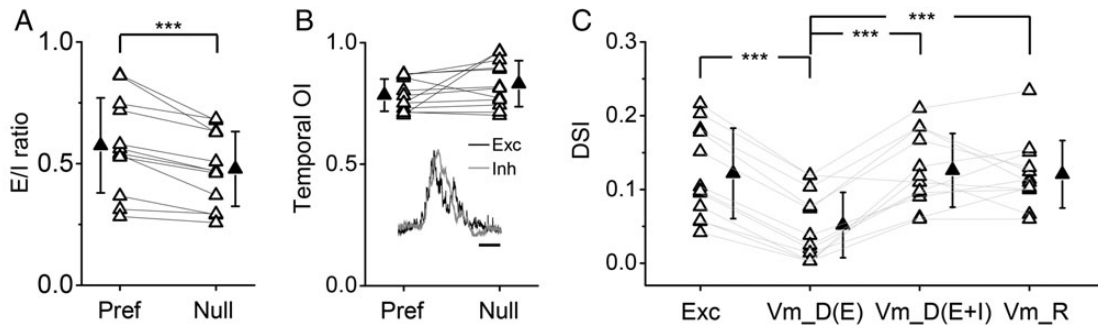 A
***
1.0
0.5
0.0
E/I ratio
Pref Null
B
1.0
0.5
0.0
Temporal OI
Exc
Inh
Pref Null
C
***
***
***
0.3
0.2
0.1
0.0
DSI
Exc Vm_D(E) Vm_D(E+I) Vm_R